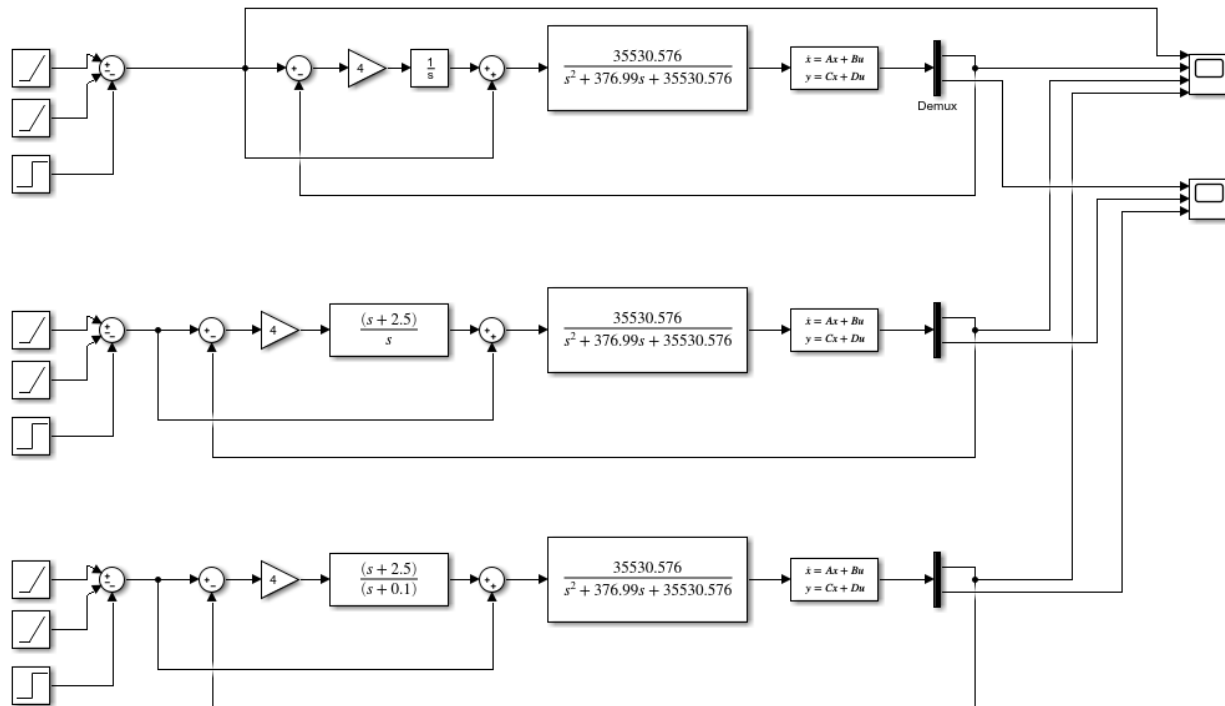 +
−
−
+
−
4
1
s
+
+
35530.576
s² + 376.99s + 35530.576
ẋ = Ax + Bu
y = Cx + Du
Demux
+
−
−
+
−
4
(s + 2.5)
s
+
+
35530.576
s² + 376.99s + 35530.576
ẋ = Ax + Bu
y = Cx + Du
+
−
−
+
−
4
(s + 2.5)
(s + 0.1)
+
+
35530.576
s² + 376.99s + 35530.576
ẋ = Ax + Bu
y = Cx + Du